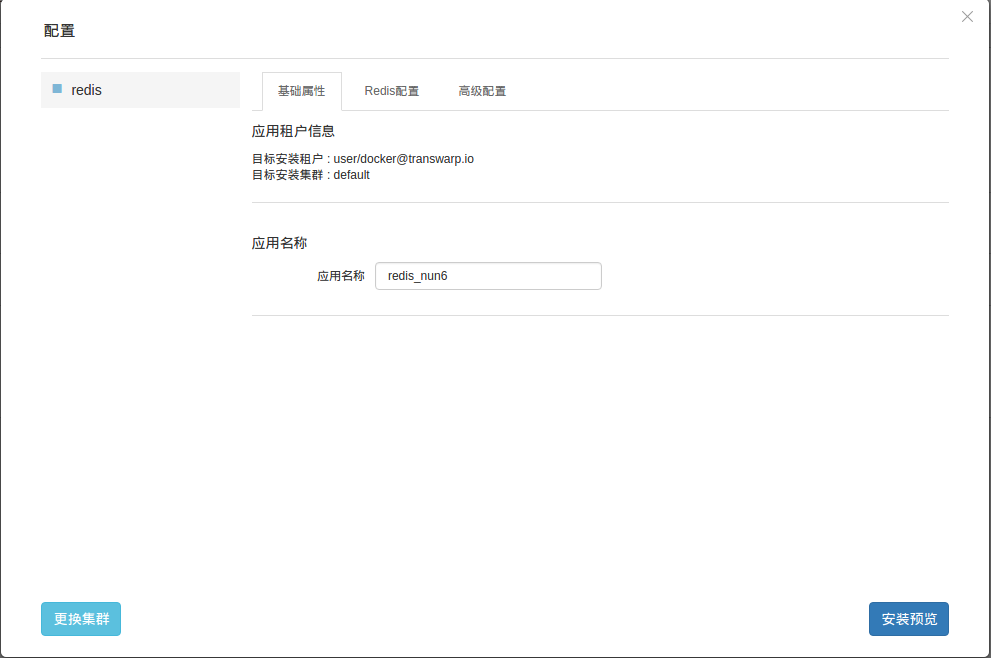 配置
redis
基础属性 Redis配置 高级配置
应用租户信息
目标安装租户 : user/docker@transwarp.io
目标安装集群 : default
应用名称
应用名称 redis_nun6
更换集群 安装预览